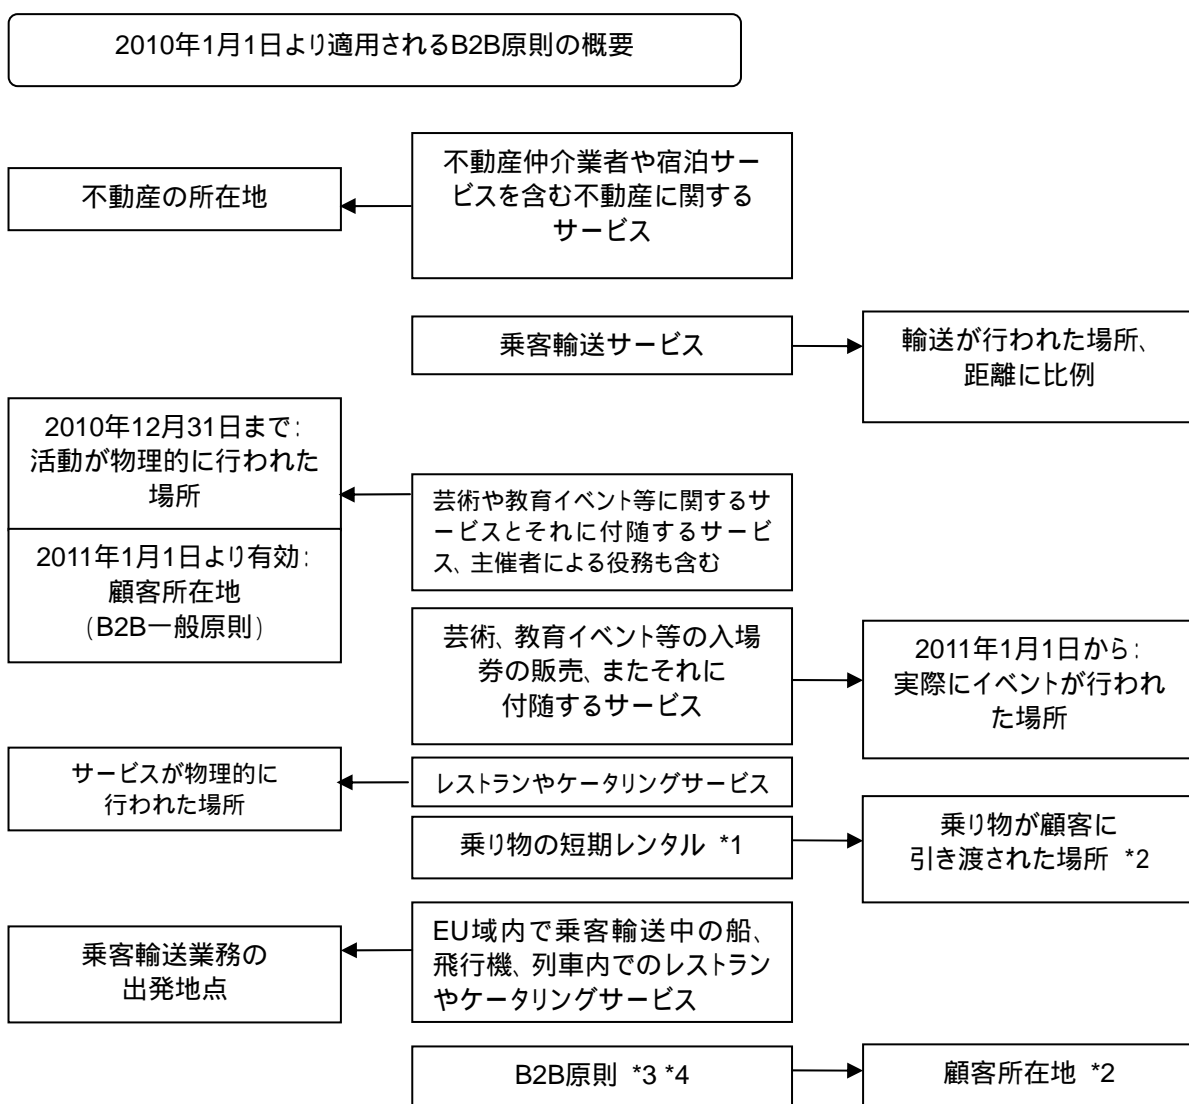 2010年1月1日より適用されるB2B原則の概要
不動産の所在地
不動産仲介業者や宿泊サー
ビスを含む不動産に関する
サービス
乗客輸送サービス
輸送が行われた場所、
距離に比例
2010年12月31日まで:
活動が物理的に行われた
場所
2011年1月1日より有効:
顧客所在地
(B2B一般原則)
芸術や教育イベント等に関するサ
ービスとそれに付随するサービ
ス、主催者による役務も含む
芸術、教育イベント等の入場
券の販売、またそれに
付随するサービス
2011年1月1日から:
実際にイベントが行われ
た場所
サービスが物理的に
行われた場所
レストランやケータリングサービス
乗り物の短期レンタル *1
乗り物が顧客に
引き渡された場所 *2
乗客輸送業務の
出発地点
EU域内で乗客輸送中の船、
飛行機、列車内でのレストラン
やケータリングサービス
B2B原則 *3 *4
顧客所在地 *2